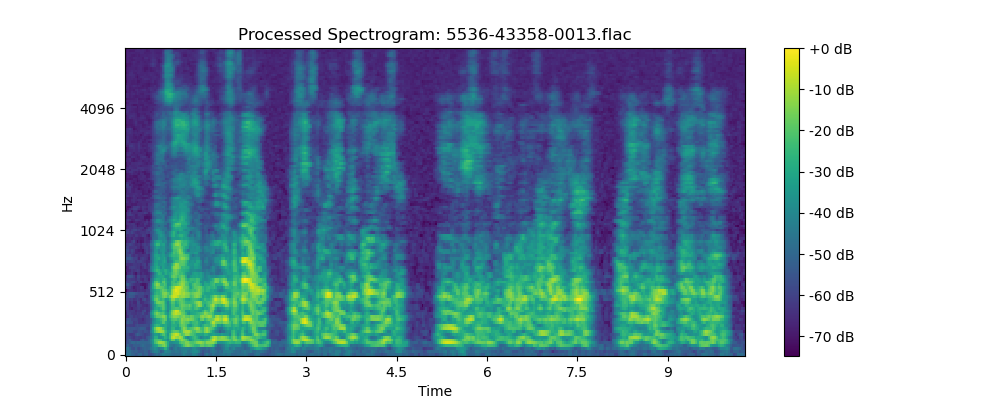 Processed Spectrogram: 5536-43358-0013.flac
Hz
4096
2048
1024
512
0
0 1.5 3 4.5 6 7.5 9
Time
+0 dB
-10 dB
-20 dB
-30 dB
-40 dB
-50 dB
-60 dB
-70 dB